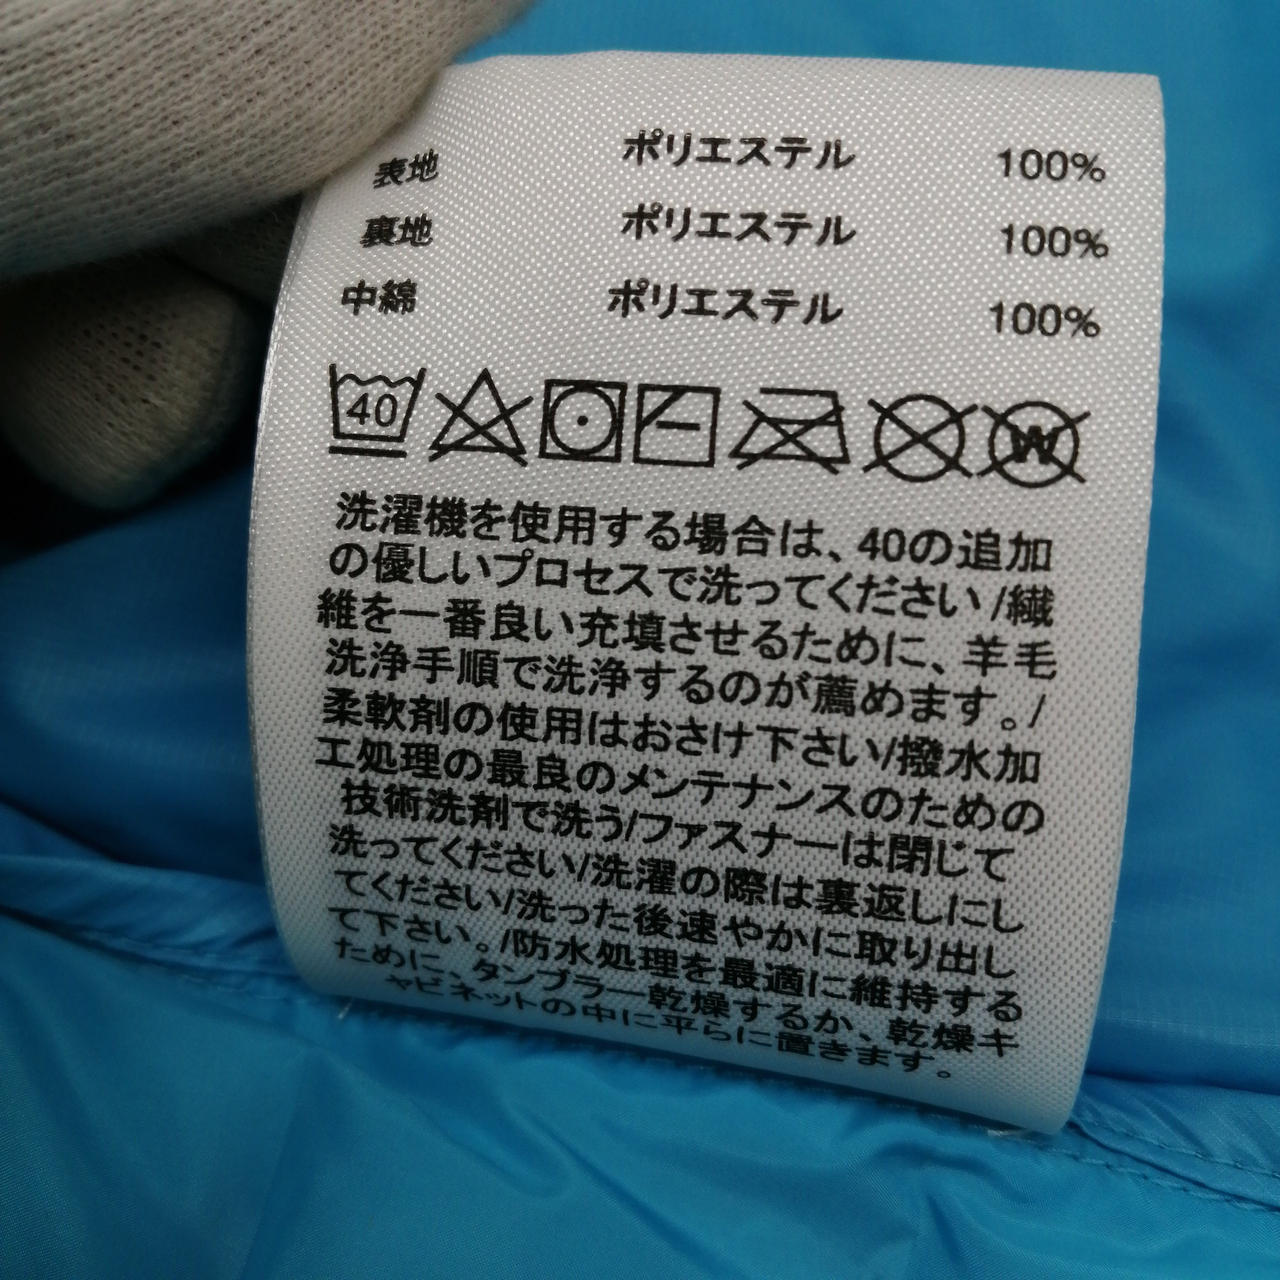 表地 ポリエステル 100%
裏地 ポリエステル 100%
中綿 ポリエステル 100%
40
W
洗濯機を使用する場合は、40の追加
の優しいプロセスで洗ってください/繊
維を一番良い充填させるために、羊毛
洗浄手順で洗浄するのが薦めます。/
柔軟剤の使用はおさけ下さい/撥水加
工処理の最良のメンテナンスのための
技術洗剤で洗う/ファスナーは閉じて
洗ってください/洗濯の際は裏返しにし
てください/洗った後速やかに取り出し
て下さい。/防水処理を最適に維持する
ために、タンブラー乾燥するか、乾燥キ
ャビネットの中に平らに置きます。